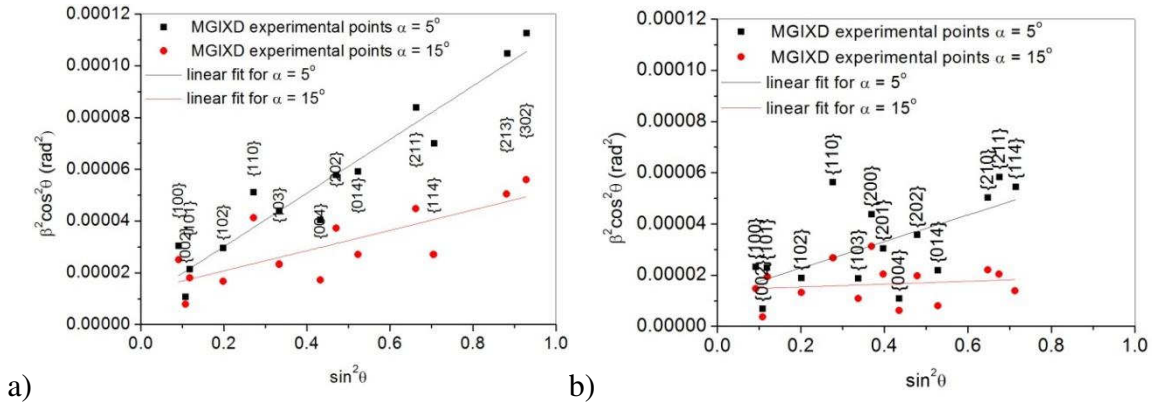 0.00012
MGIXD experimental points α = 5°
MGIXD experimental points α = 15°
linear fit for α = 5°
linear fit for α = 15°
0.00010
0.00008
0.00006
0.00004
0.00002
0.00000
β²cos²θ (rad²)
{100}
{002}
{101}
{102}
{110}
{103}
{004}
{202}
{014}
{211}
{114}
{213}
{302}
0.0 0.2 0.4 0.6 0.8 1.0
sin²θ
a)
0.00012
MGIXD experimental points α = 5°
MGIXD experimental points α = 15°
linear fit for α = 5°
linear fit for α = 15°
0.00010
0.00008
0.00006
0.00004
0.00002
0.00000
β²cos²θ (rad²)
{100}
{002}
{101}
{102}
{110}
{103}
{200}
{201}
{004}
{202}
{014}
{210}
{211}
{114}
0.0 0.2 0.4 0.6 0.8 1.0
sin²θ
b)